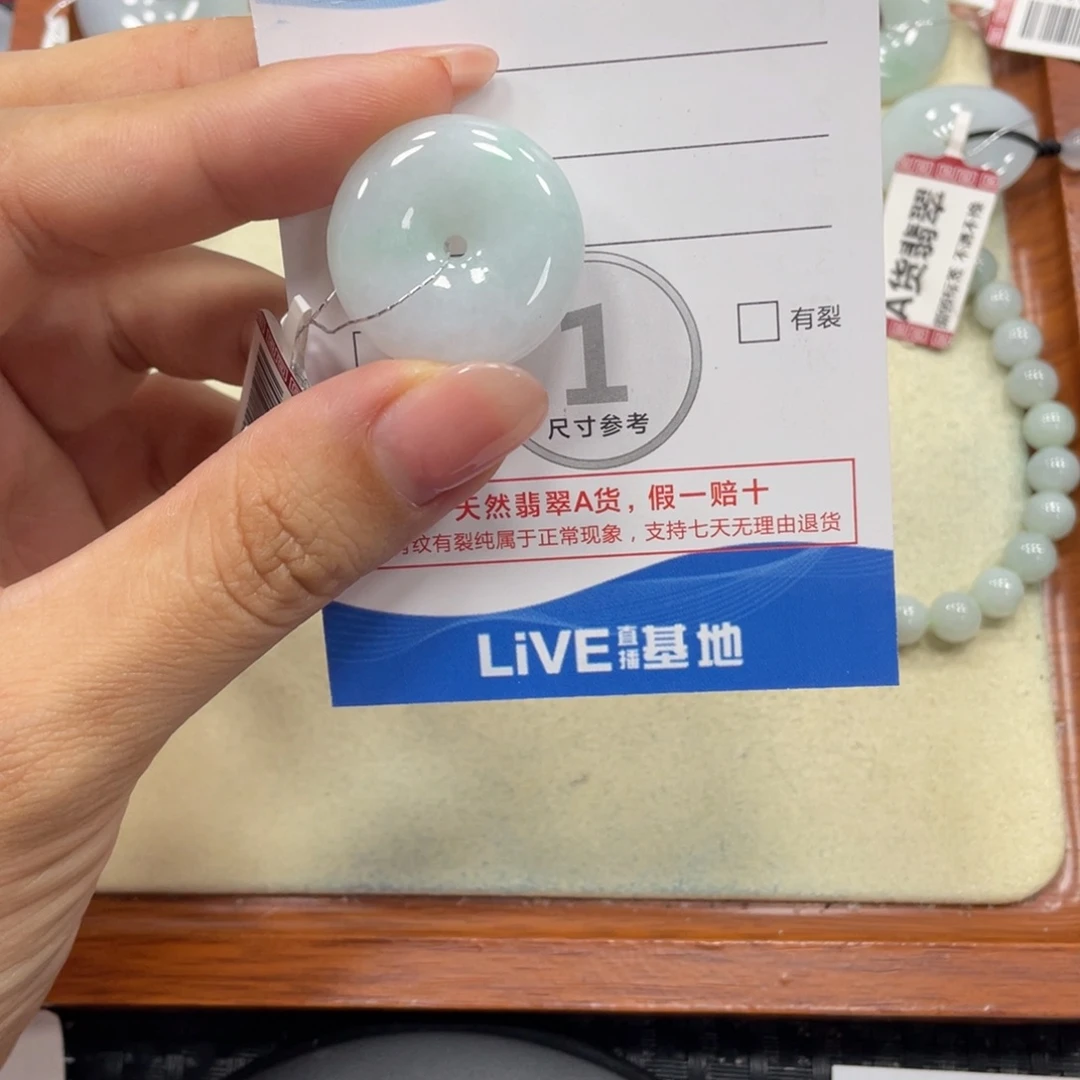 有裂
1
尺寸参考
天然翡翠A货，假一赔十
纹有裂纯属于正常现象，支持七天无理由退货
LiVE直播基地
A货翡翠